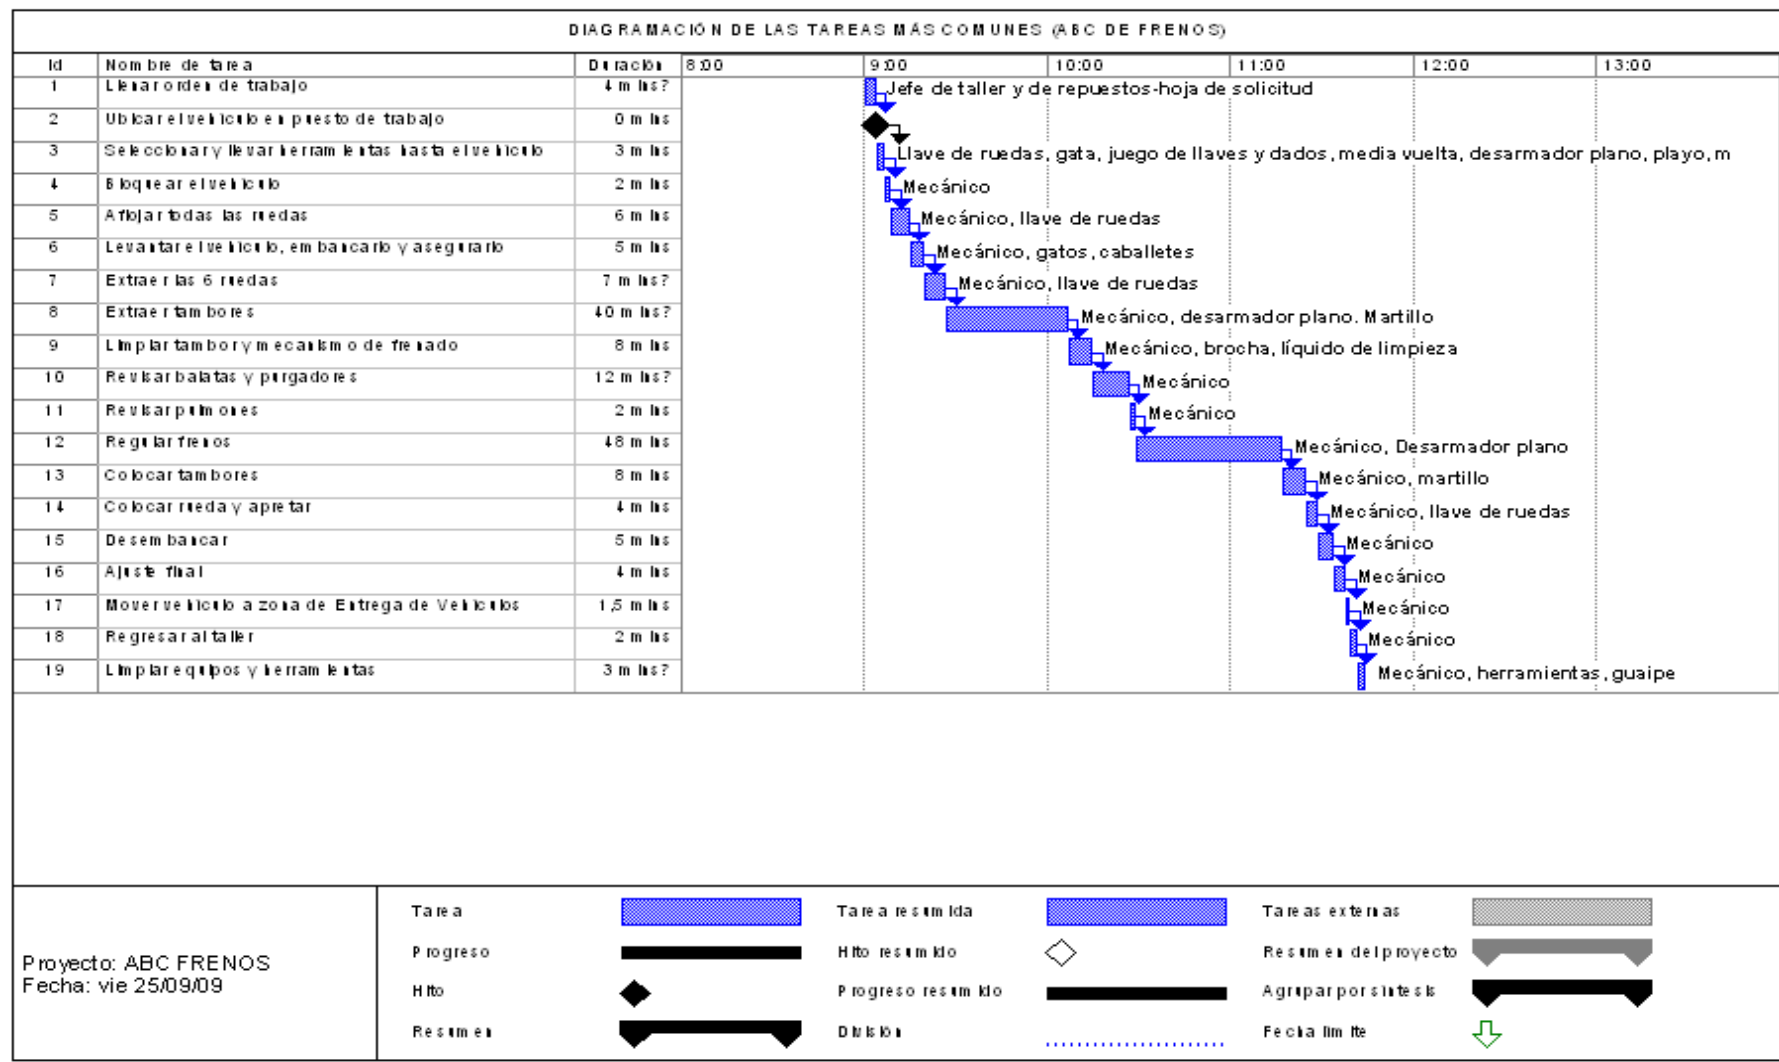 DIAGRAMACIÓN DE LAS TAREAS MÁS COMUNES (ABC DE FRENOS)
Id Nombre de tarea Duración 8:00 9:00 10:00 11:00 12:00 13:00
1 Llenar orden de trabajo 4 mins? Jefe de taller y de repuestos-hoja de solicitud
2 Ubicar el vehículo en puesto de trabajo 0 mins
3 Seleccionar y llevar herramientas hasta el vehículo 3 mins Llave de ruedas, gata, juego de llaves y dados, media vuelta, desarmador plano, playo, m
4 Bloquear el vehículo 2 mins Mecánico
5 Aflojar todas las ruedas 6 mins Mecánico, llave de ruedas
6 Levantar el vehículo, embancarlo y asegurarlo 5 mins Mecánico, gatos, caballetes
7 Extraer las 6 ruedas 7 mins? Mecánico, llave de ruedas
8 Extraer tambores 40 mins? Mecánico, desarmador plano. Martillo
9 Limpiar tambor y mecanismo de frenado 8 mins Mecánico, brocha, líquido de limpieza
10 Revisar balatas y purgadores 12 mins? Mecánico
11 Revisar pulmones 2 mins Mecánico
12 Regular frenos 48 mins Mecánico, Desarmador plano
13 Colocar tambores 8 mins Mecánico, martillo
14 Colocar rueda y apretar 4 mins Mecánico, llave de ruedas
15 Desembancar 5 mins Mecánico
16 Ajuste final 4 mins Mecánico
17 Mover vehículo a zona de Entrega de Vehículos 1,5 mins Mecánico
18 Regresar al taller 2 mins Mecánico
19 Limpiar equipos y herramientas 3 mins? Mecánico, herramientas, guaipe
Proyecto: ABC FRENOS
Fecha: vie 25/09/09
Tarea Tarea resumida Tareas externas
Progreso Hito resumido Resumen del proyecto
Hito Progreso resumido Agrupar por síntesis
Resumen División Fecha límite